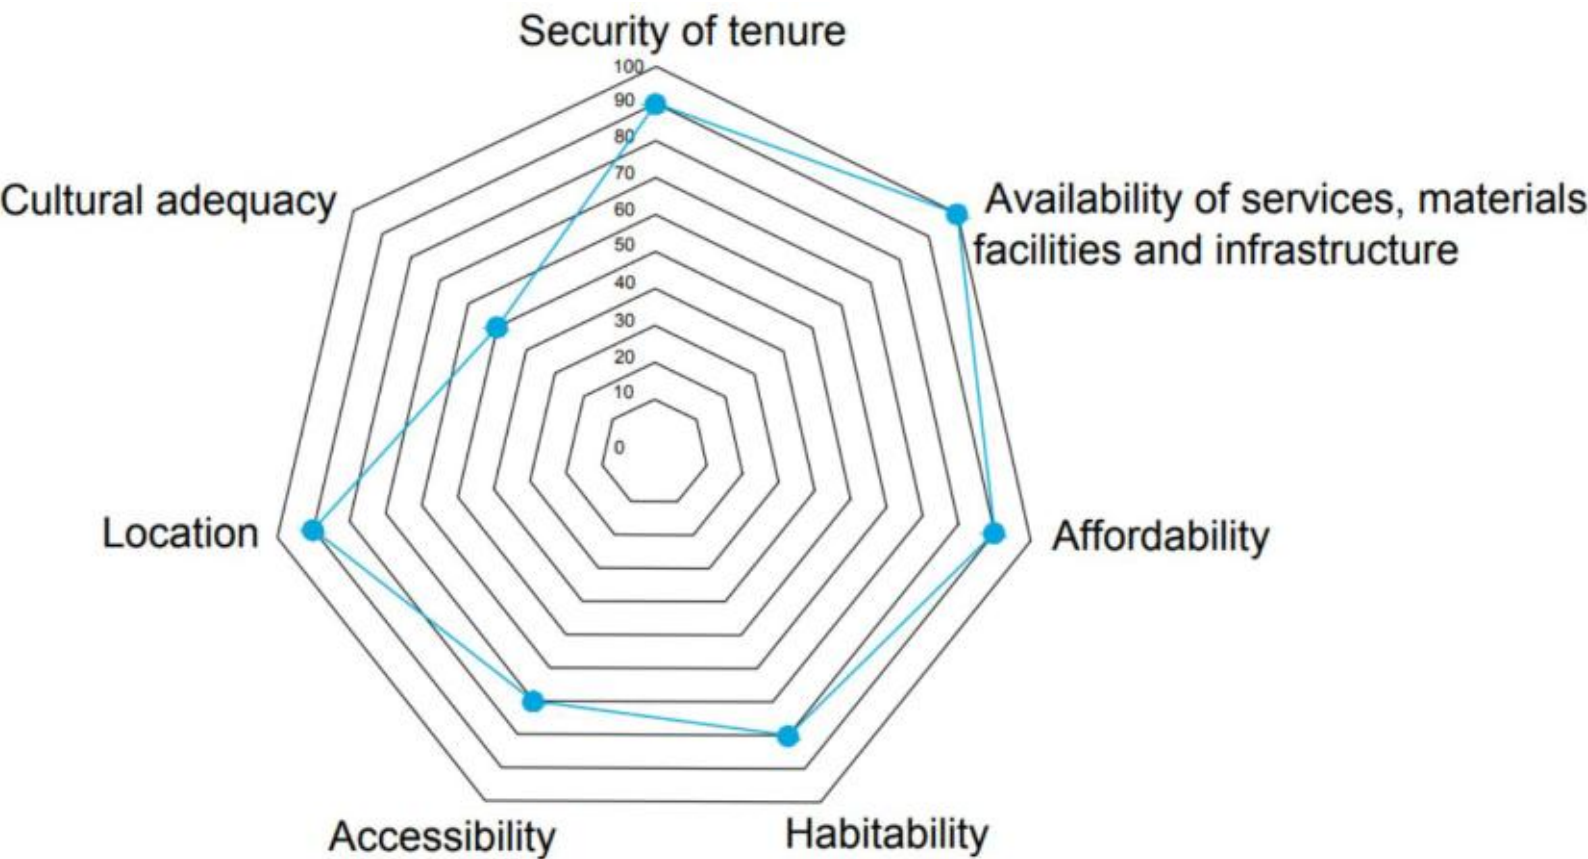 Security of tenure
100
90
80
70
60
50
40
30
20
10
0
Cultural adequacy
Availability of services, materials
facilities and infrastructure
Location
Affordability
Accessibility
Habitability